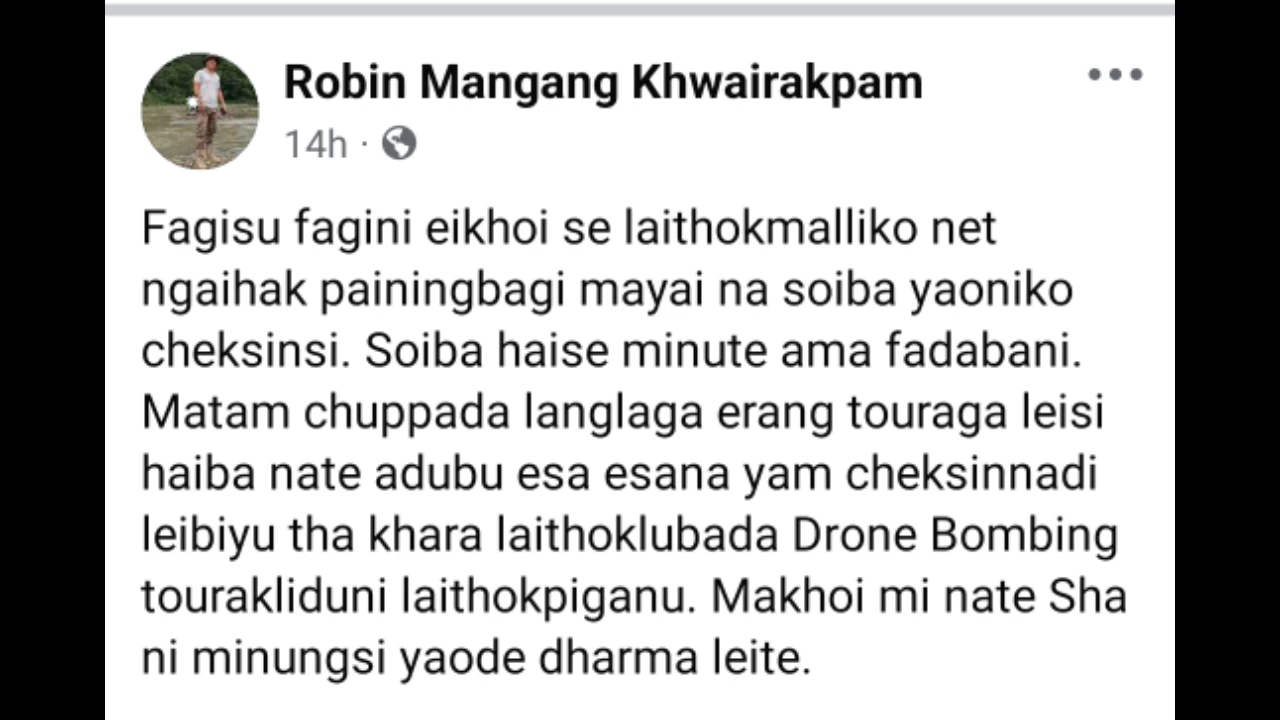 Robin Mangang Khwairakpam
14h ·
Fagisu fagini eikhoi se laithokmalliko net
ngaihak painingbagi mayai na soiba yaoniko
cheksinsi. Soiba haise minute ama fadabani.
Matam chuppada langlaga erang touraga leisi
haiba nate adubu esa esana yam cheksinnadi
leibiyu tha khara laithoklubada Drone Bombing
tourakliduni laithokpiganu. Makhoi mi nate Sha
ni minungsi yaode dharma leite.